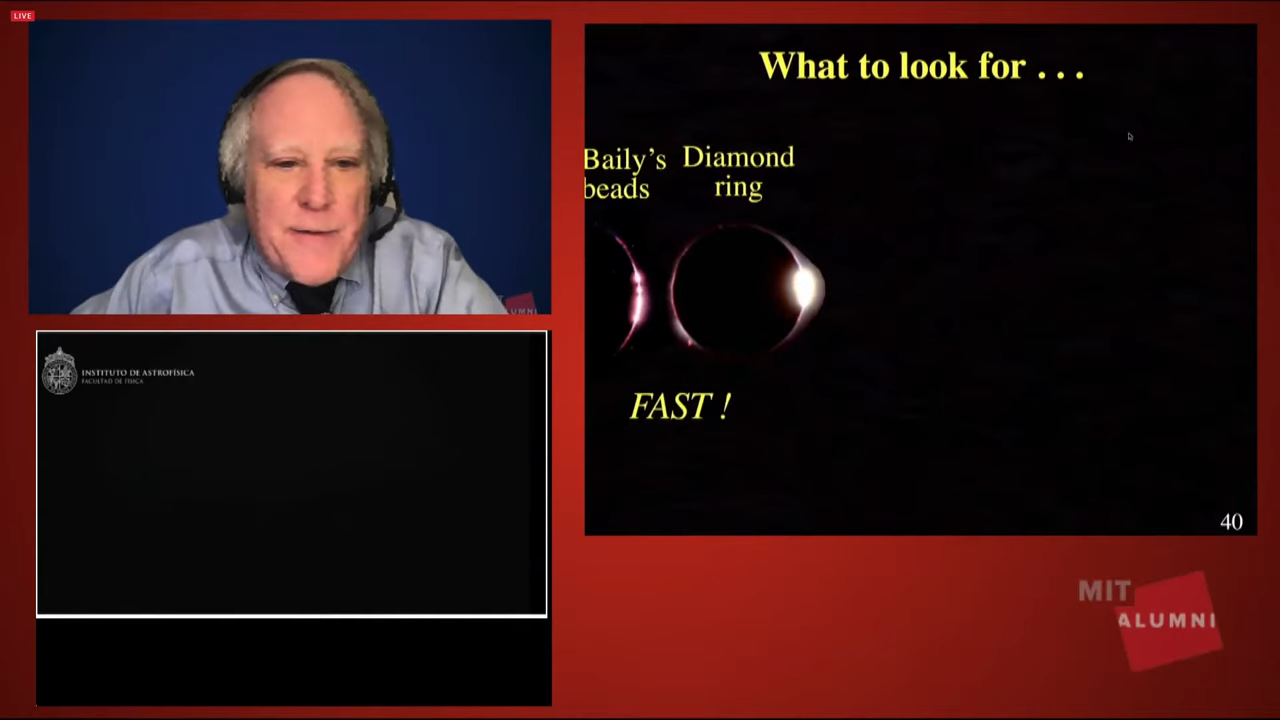 LIVE
What to look for . . .
Baily's
beads
Diamond
ring
FAST !
40
UMNI
INSTITUTO DE ASTROFÍSICA
FACULTAD DE FÍSICA
MIT
ALUMNI